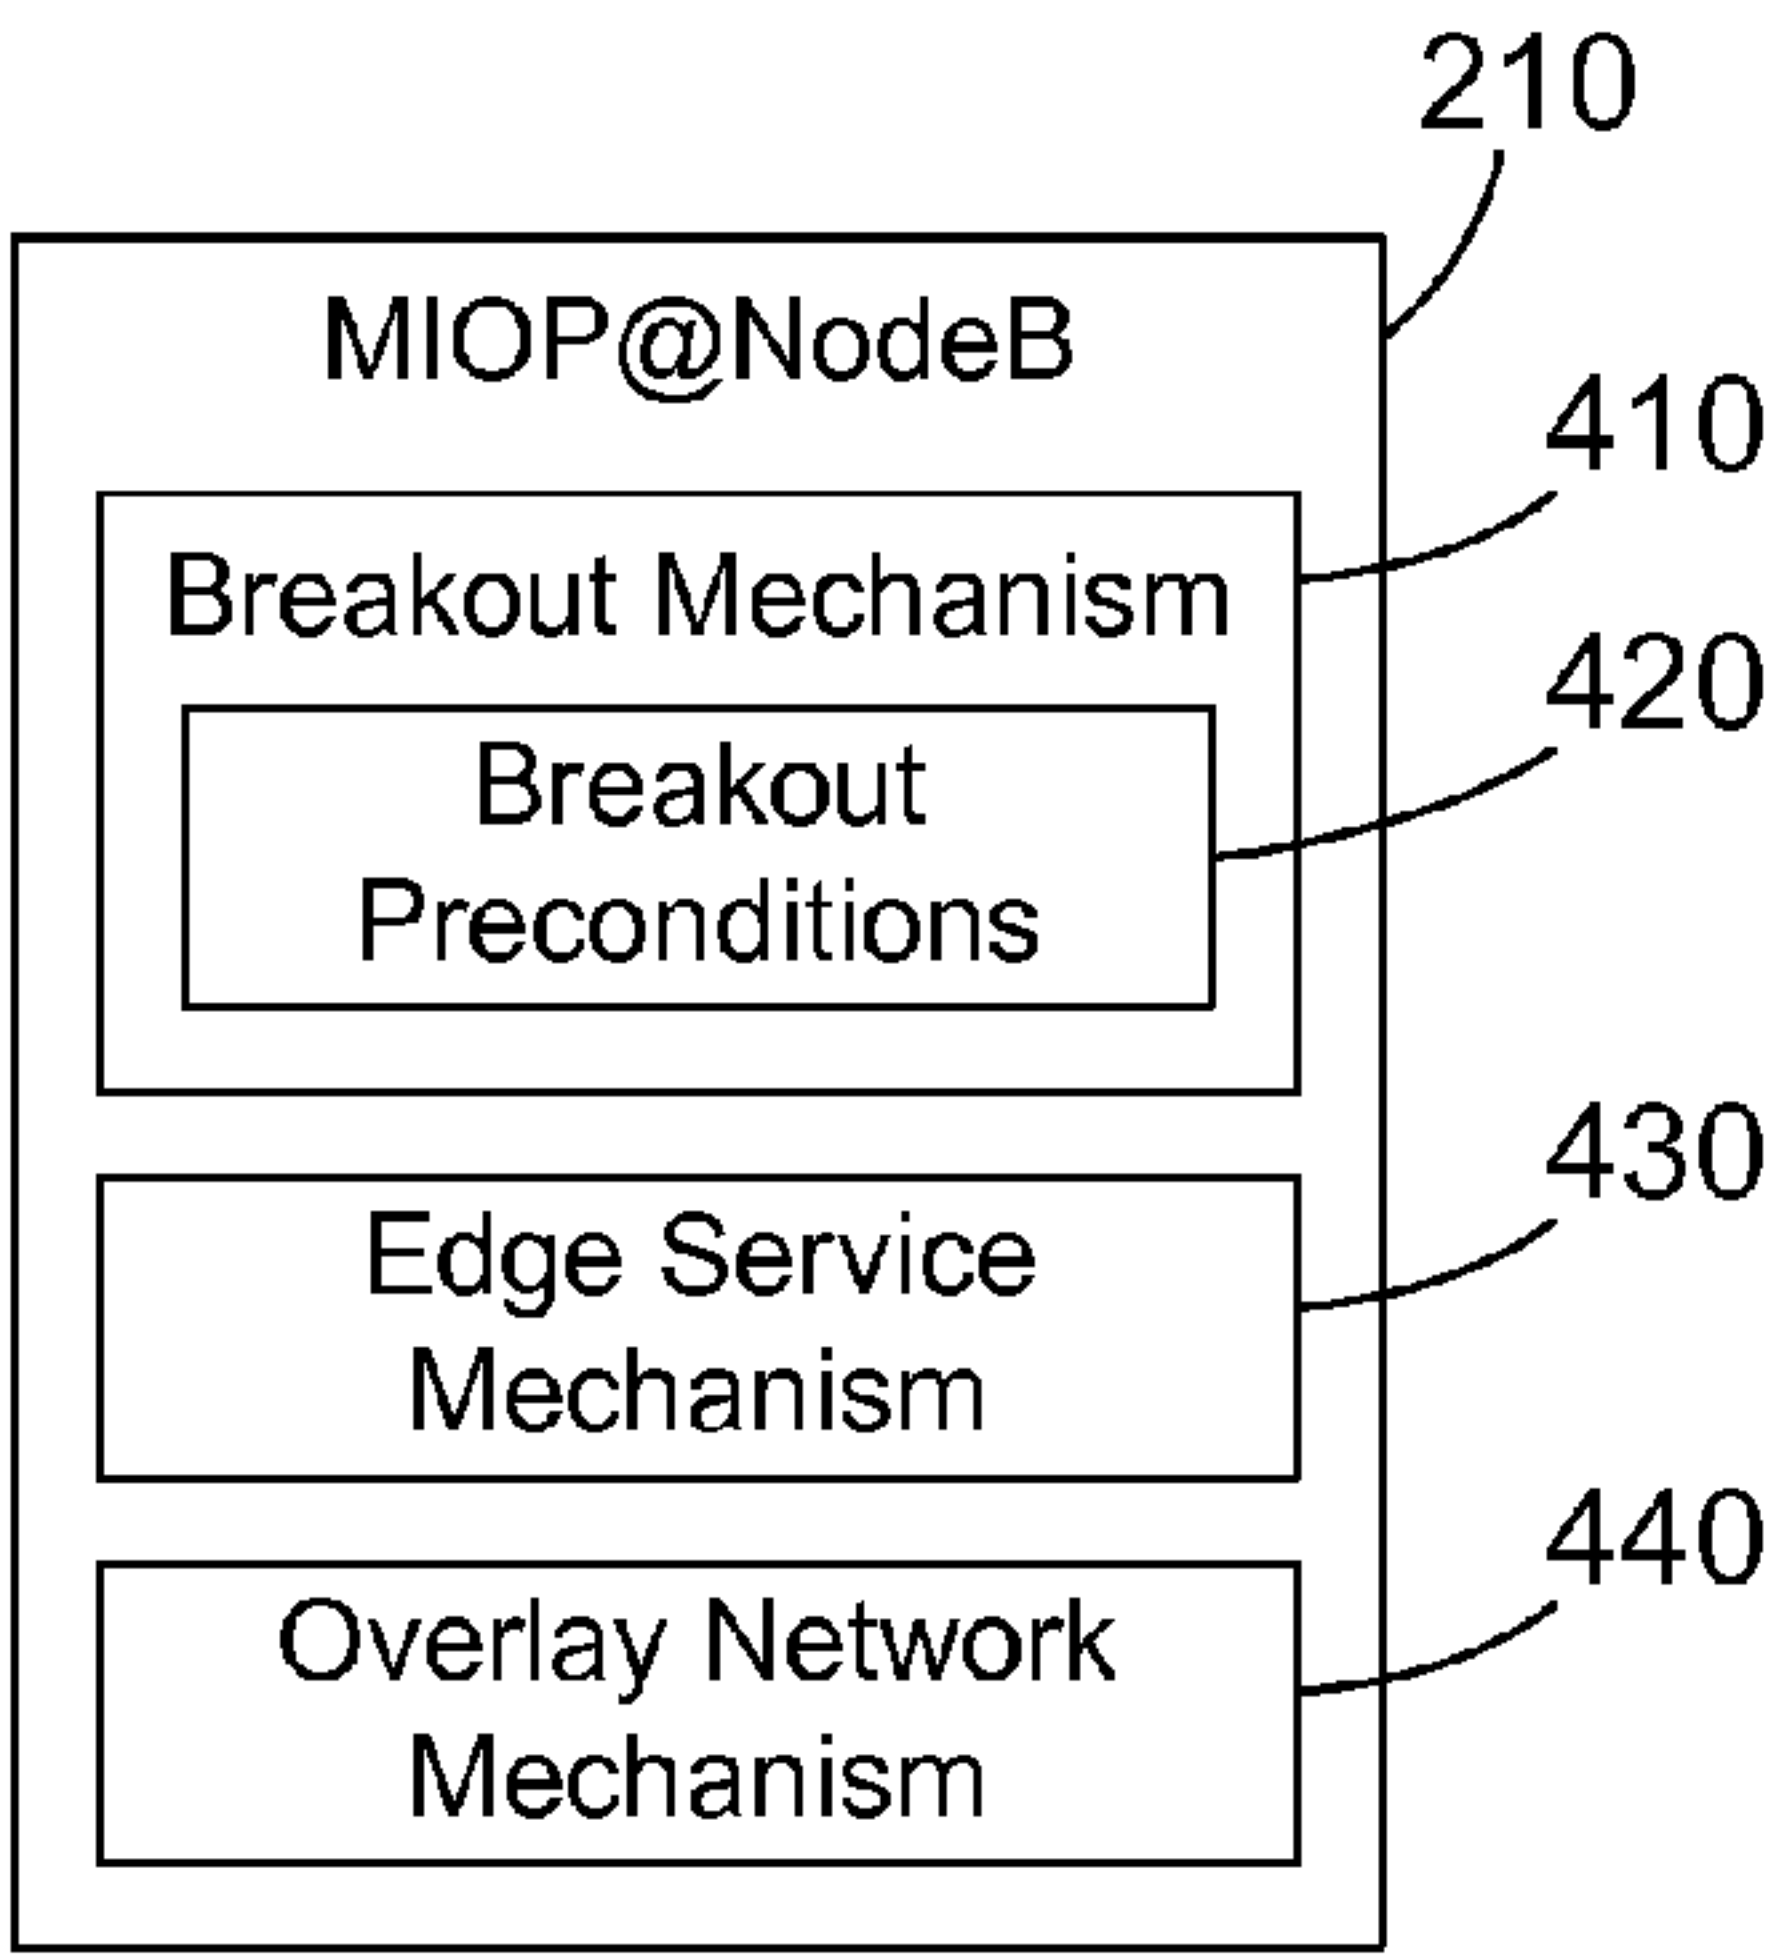 210
MIOP@NodeB
410
Breakout Mechanism
420
Breakout
Preconditions
430
Edge Service
Mechanism
440
Overlay Network
Mechanism